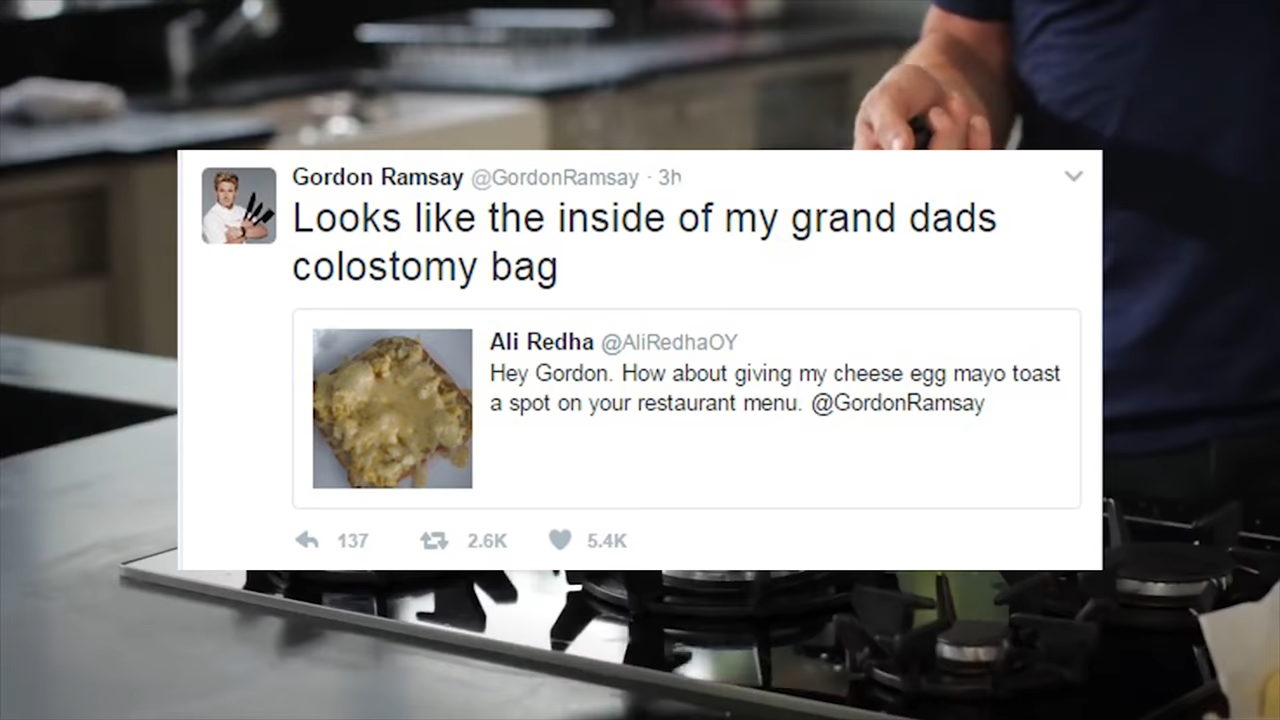 Gordon Ramsay @GordonRamsay · 3h
Looks like the inside of my grand dads
colostomy bag
Ali Redha @AliRedhaOY
Hey Gordon. How about giving my cheese egg mayo toast
a spot on your restaurant menu. @GordonRamsay
137 2.6K 5.4K